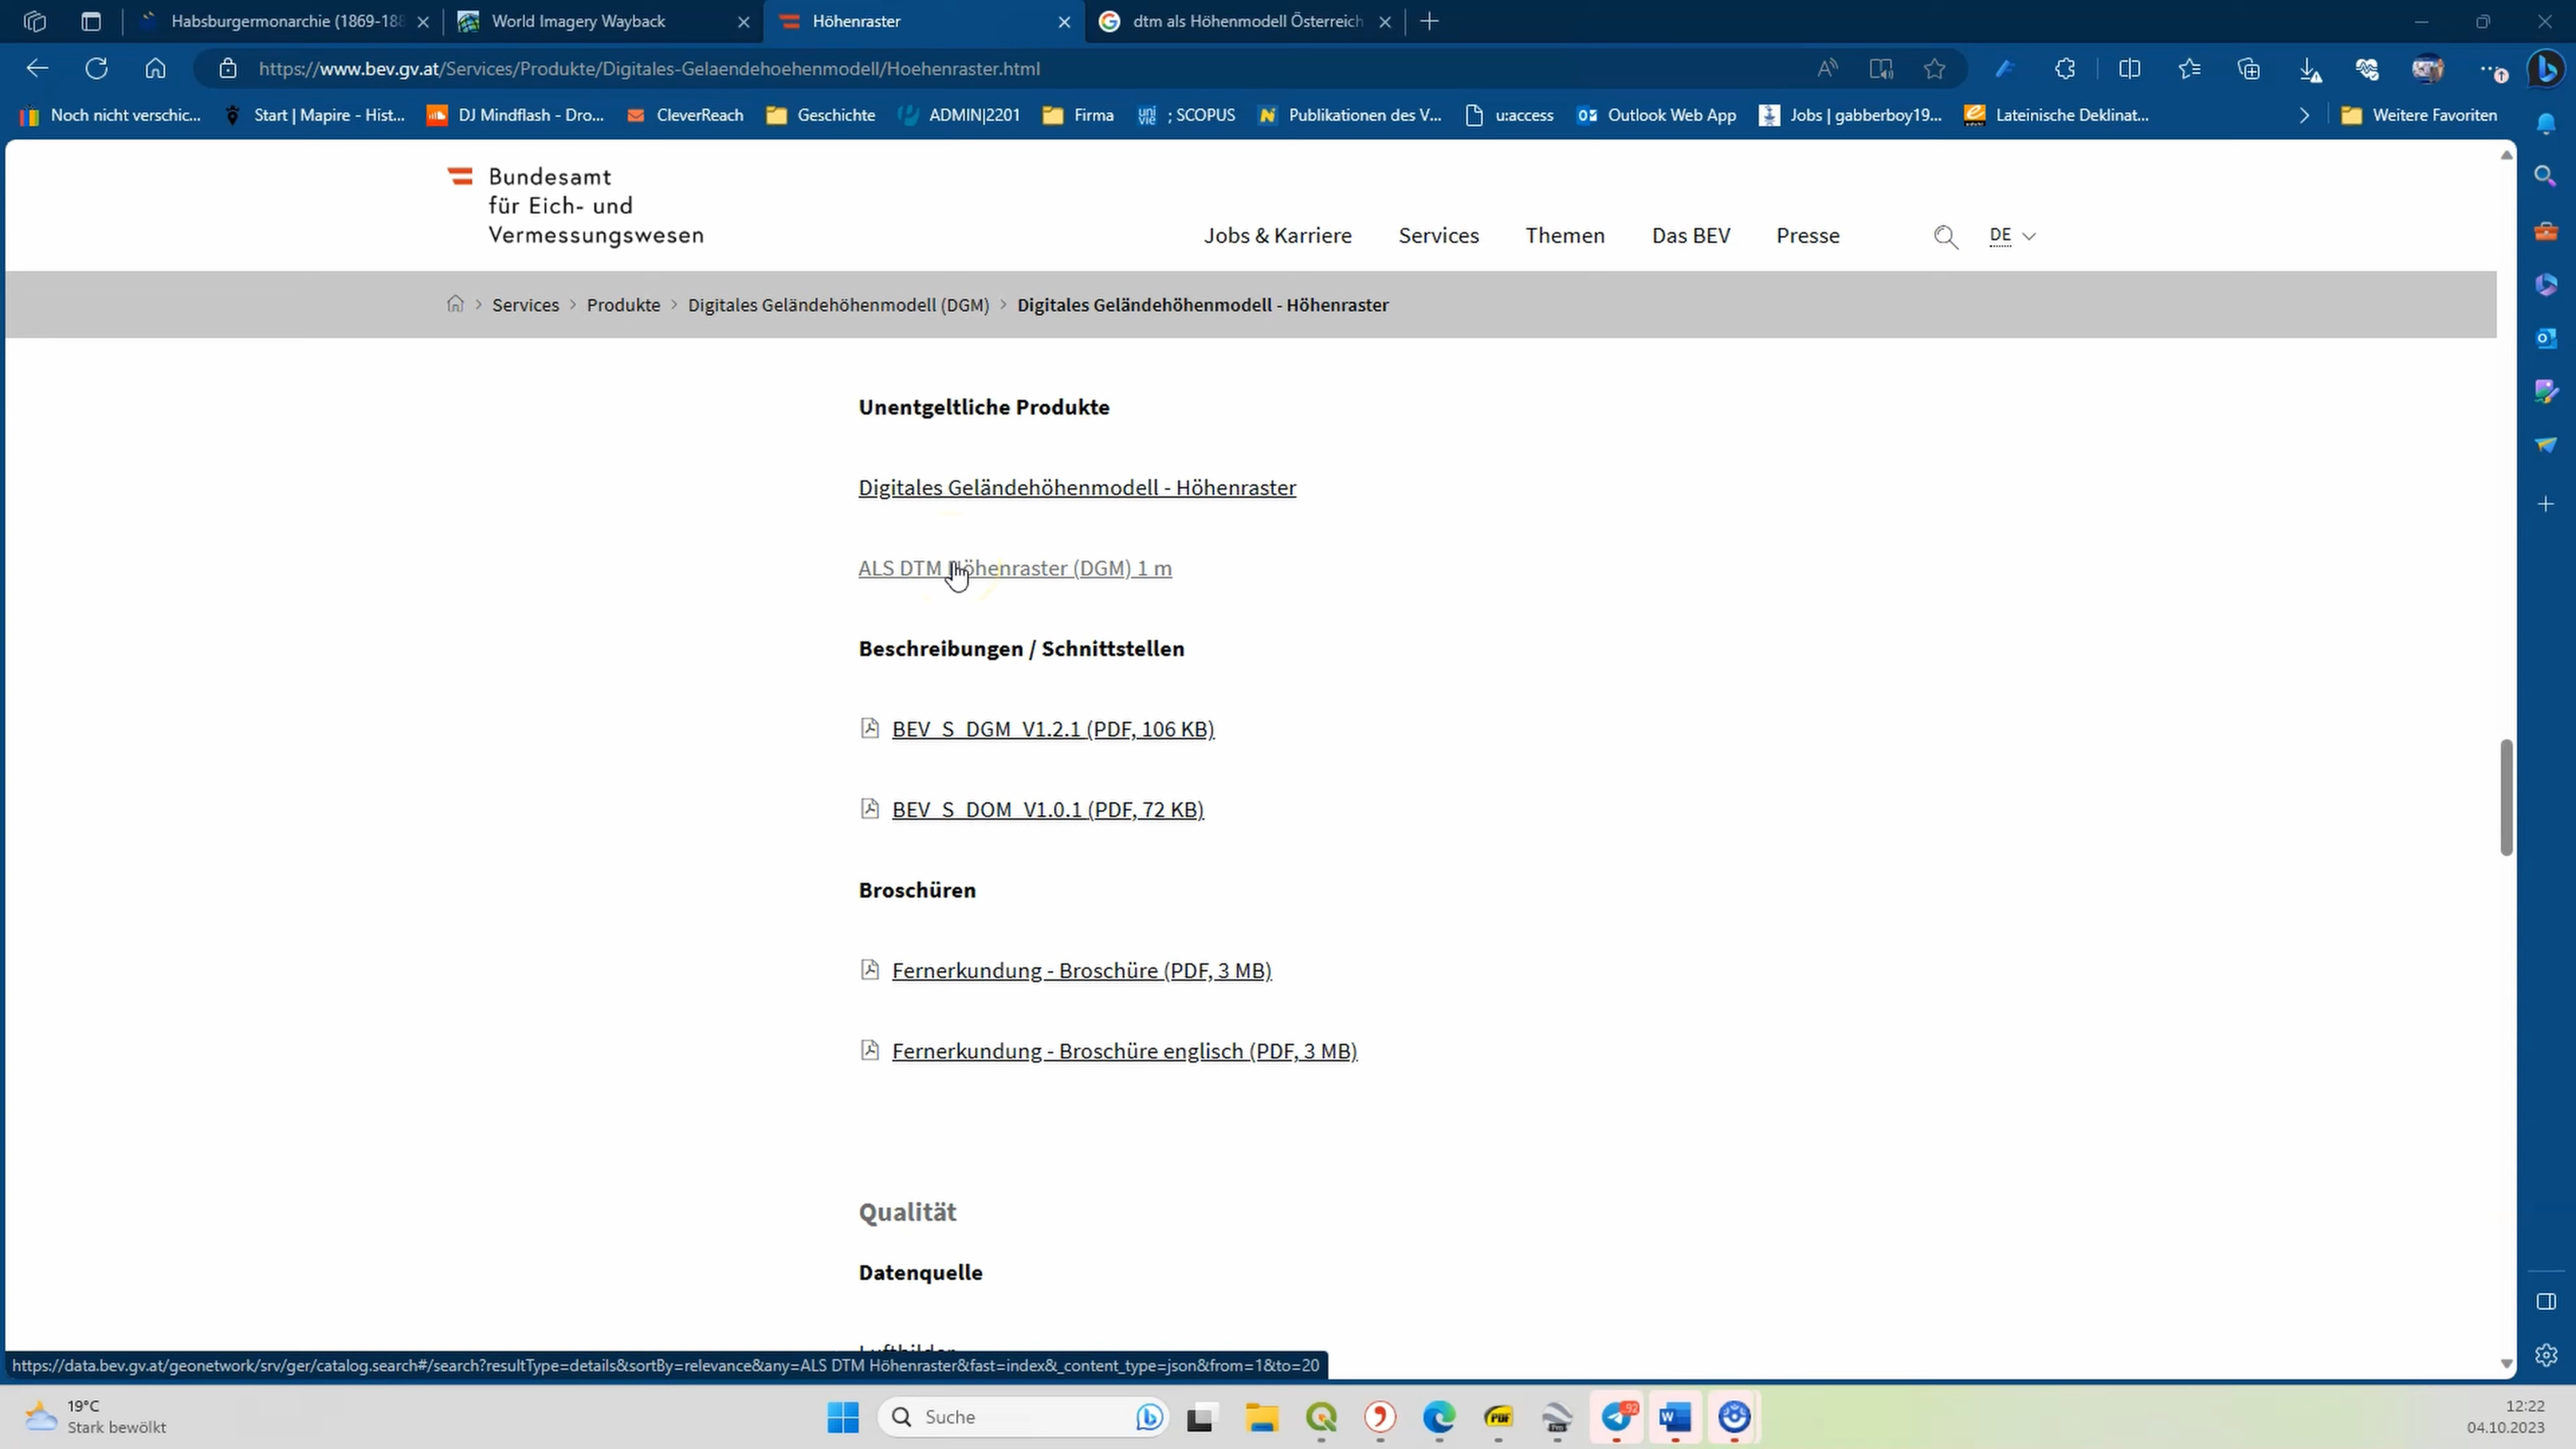 Habsburgermonarchie (1869-188
World Imagery Wayback
Höhenraster
dtm als Höhenmodell Österreich
https://www.bev.gv.at/Services/Produkte/Digitales-Gelaendehoehenmodell/Hoehenraster.html
Noch nicht verschic...
Start | Mapire - Hist...
DJ Mindflash - Dro...
CleverReach
Geschichte
ADMIN|2201
Firma
uni vie ; SCOPUS
Publikationen des V...
u:access
Outlook Web App
Jobs | gabberboy19...
Lateinische Deklinat...
Weitere Favoriten
Bundesamt
für Eich- und
Vermessungswesen
Jobs & Karriere
Services
Themen
Das BEV
Presse
DE
Services > Produkte > Digitales Geländehöhenmodell (DGM) > Digitales Geländehöhenmodell - Höhenraster
Unentgeltliche Produkte
Digitales Geländehöhenmodell - Höhenraster
ALS DTM Höhenraster (DGM) 1 m
Beschreibungen / Schnittstellen
BEV_S_DGM_V1.2.1 (PDF, 106 KB)
BEV_S_DOM_V1.0.1 (PDF, 72 KB)
Broschüren
Fernerkundung - Broschüre (PDF, 3 MB)
Fernerkundung - Broschüre englisch (PDF, 3 MB)
Qualität
Datenquelle
Luftbilder
https://data.bev.gv.at/geonetwork/srv/ger/catalog.search#/search?resultType=details&sortBy=relevance&any=ALS DTM Höhenraster&fast=index&_content_type=json&from=1&to=20
19°C
Stark bewölkt
Suche
PDF
Pro
92
12:22
04.10.2023